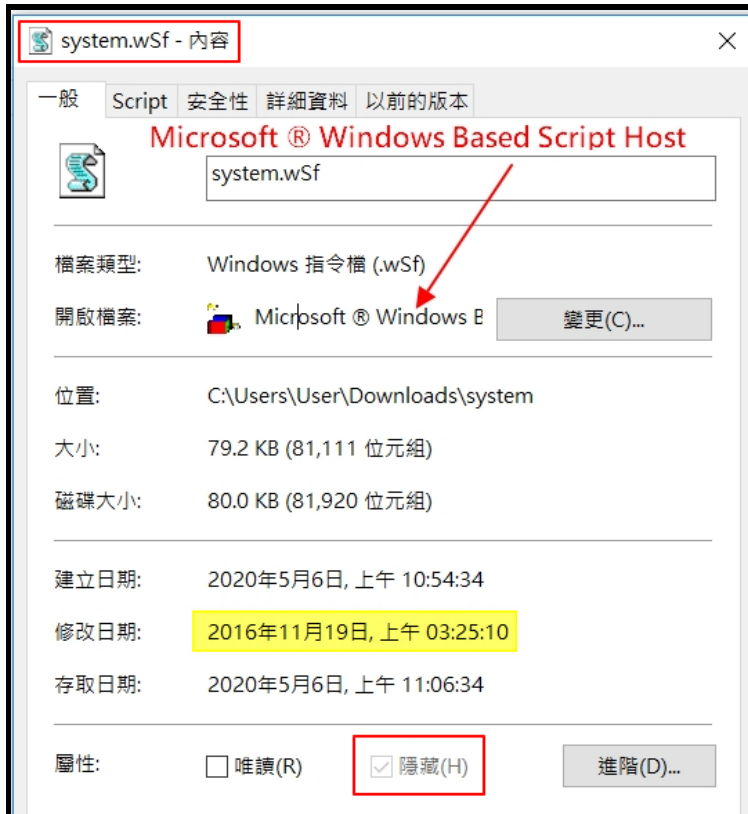 system.wSf - 內容
一般 Script 安全性 詳細資料 以前的版本
Microsoft ® Windows Based Script Host
system.wSf
檔案類型: Windows 指令檔 (.wSf)
開啟檔案: Microsoft ® Windows B 變更(C)...
位置: C:\Users\User\Downloads\system
大小: 79.2 KB (81,111 位元組)
磁碟大小: 80.0 KB (81,920 位元組)
建立日期: 2020年5月6日, 上午 10:54:34
修改日期: 2016年11月19日, 上午 03:25:10
存取日期: 2020年5月6日, 上午 11:06:34
屬性: 唯讀(R) 隱藏(H) 進階(D)...